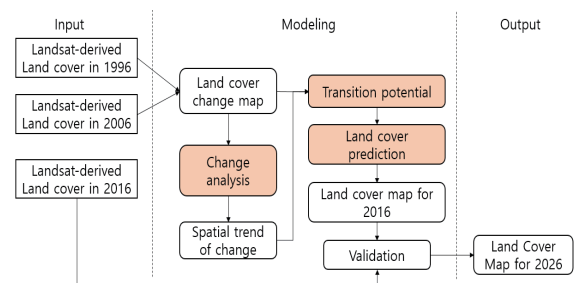 Input
Modeling
Output
Landsat-derived
Land cover in 1996
Landsat-derived
Land cover in 2006
Landsat-derived
Land cover in 2016
Land cover
change map
Change
analysis
Spatial trend
of change
Transition potential
Land cover
prediction
Land cover map for
2016
Validation
Land Cover
Map for 2026